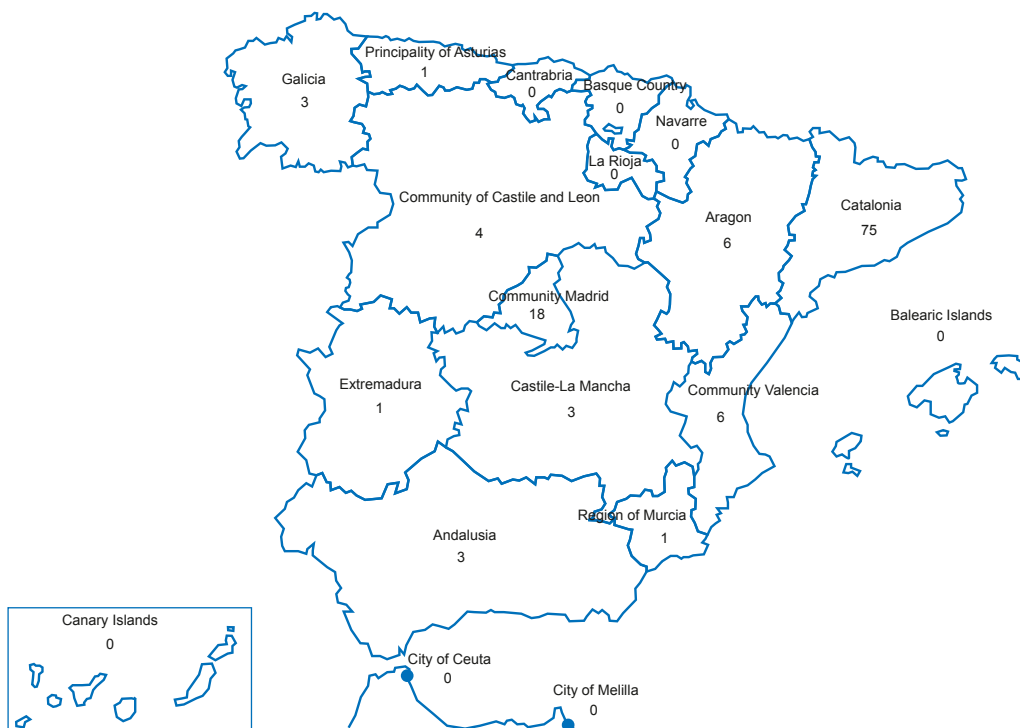 Principality of Asturias
1
Galicia
3
Cantrabria
0
Basque Country
0
Navarre
0
La Rioja
0
Community of Castile and Leon
4
Aragon
6
Catalonia
75
Community Madrid
18
Balearic Islands
0
Extremadura
1
Castile-La Mancha
3
Community Valencia
6
Region of Murcia
1
Andalusia
3
Canary Islands
0
City of Ceuta
0
City of Melilla
0